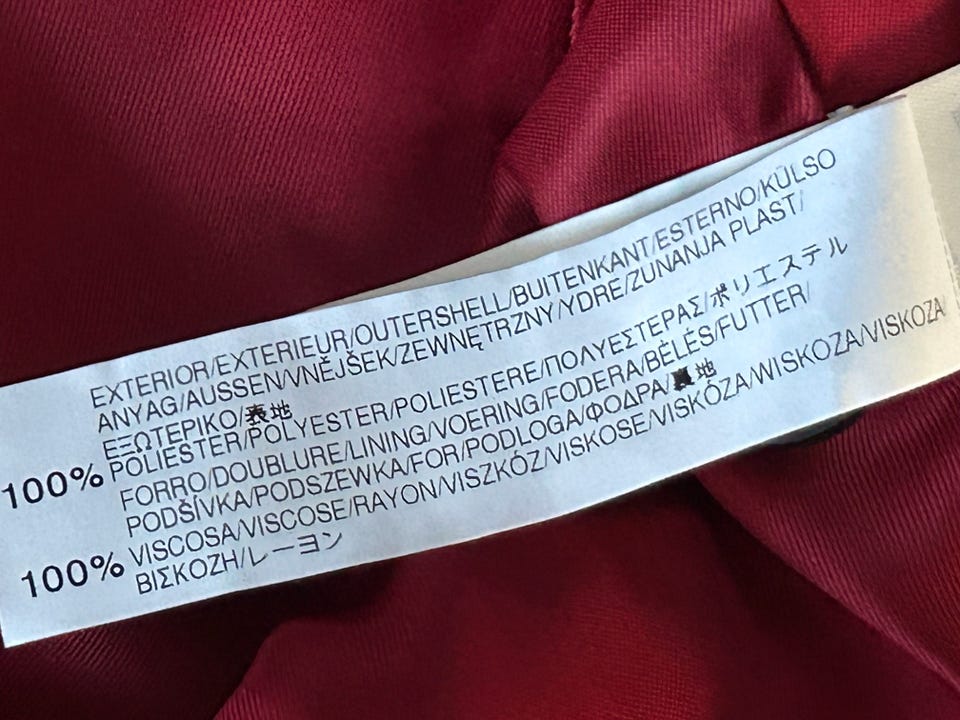 EXTERIOR/EXTERIEUR/OUTERSHELL/BUITENKANT/ESTERNO/KÜLSO
ANYAG/AUSSEN/VNĚJŠEK/ZEWNĘTRZNY/YDRE/ZUNANJA PLAST/
ΕΞΩΤΕΡΙΚΟ/表地
100% POLIESTER/POLYESTER/POLIESTERE/ΠΟΛΥΕΣΤΕΡΑΣ/ポリエステル
FORRO/DOUBLURE/LINING/VOERING/FODERA/BÉLÉS/FUTTER/
PODŠÍVKA/PODSZEWKA/FOR/PODLOGA/ΦΟΔΡΑ/裏地
100% VISCOSA/VISCOSE/RAYON/VISZKÓZ/VISKOSE/VISKÓZA/WISKOZA/VISKOZA/
ΒΙΣΚΟΖΗ/レーヨン